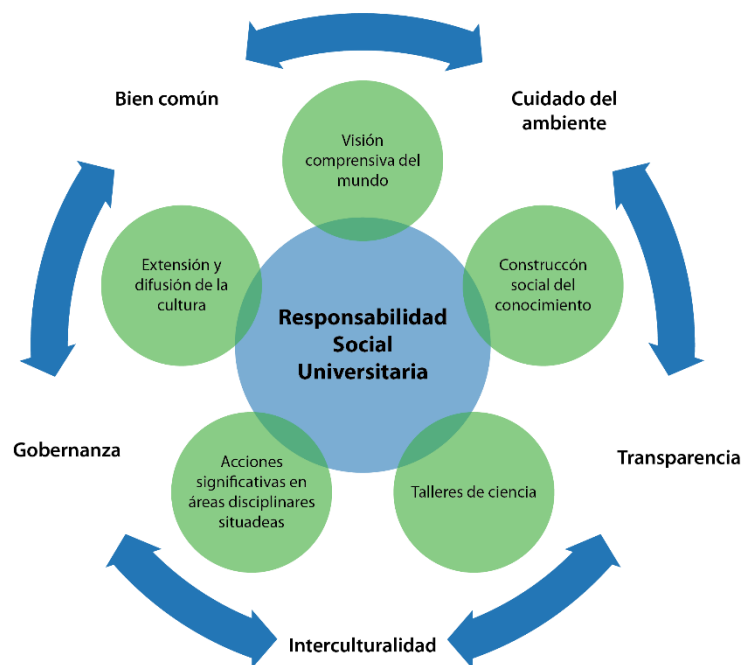 Bien común
Cuidado del
ambiente
Visión
comprensiva del
mundo
Extensión y
difusión de la
cultura
Construccón
social del
conocimiento
Responsabilidad
Social
Universitaria
Gobernanza
Transparencia
Acciones
significativas en
áreas disciplinares
situadeas
Talleres de ciencia
Interculturalidad